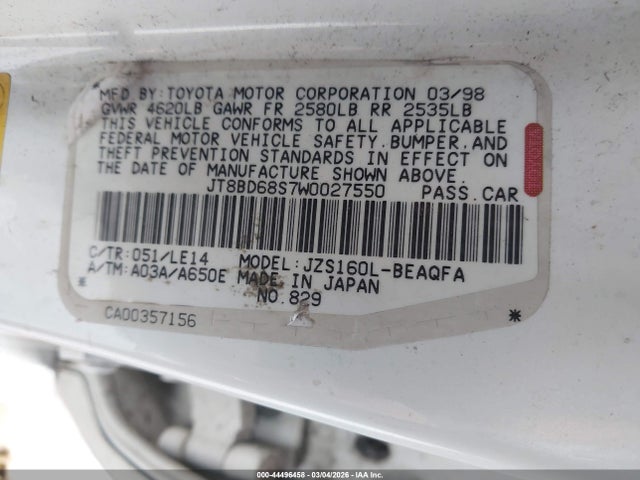 MFD BY:TOYOTA MOTOR CORPORATION 03/98
GVWR 4620LB GAWR FR 2580LB RR 2535LB
THIS VEHICLE CONFORMS TO ALL APPLICABLE
FEDERAL MOTOR VEHICLE SAFETY,BUMPER,AND
THEFT PREVENTION STANDARDS IN EFFECT ON
THE DATE OF MANUFACTURE SHOWN ABOVE.
JT8BD68S7W0027550 PASS.CAR
TOYOTA
C/TR:051/LE14 MODEL:JZS160L-BEAQFA
A/TM:A03A/A650E MADE IN JAPAN
* NO.829
CA00357156 *
000-44496458 - 03/04/2026 - IAA Inc.